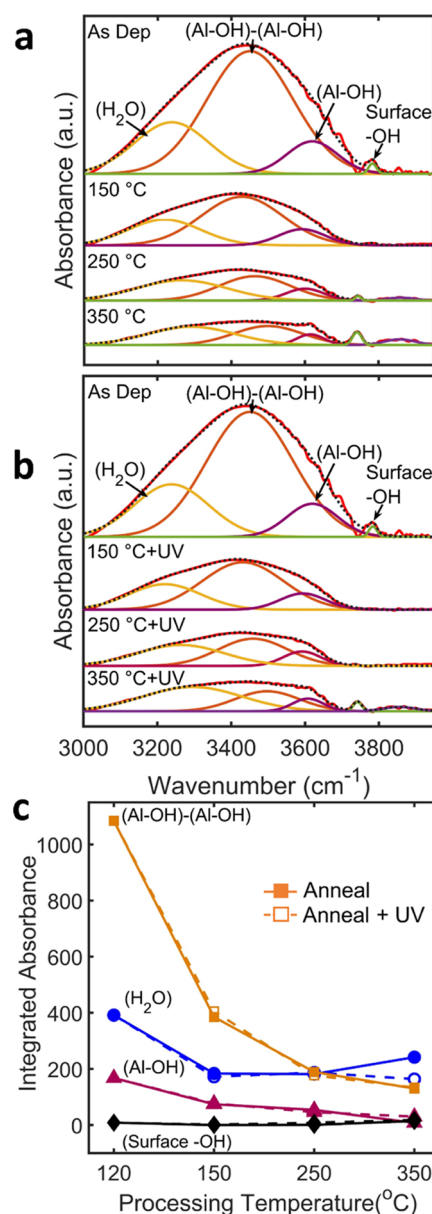 a
As Dep
(Al-OH)-(Al-OH)
(H2O)
(Al-OH)
Surface
-OH
150 °C
250 °C
350 °C
Absorbance (a.u.)
b
As Dep
(Al-OH)-(Al-OH)
(H2O)
(Al-OH)
Surface
-OH
150 °C+UV
250 °C+UV
350 °C+UV
Absorbance (a.u.)
3000 3200 3400 3600 3800
Wavenumber (cm-1)
c
(Al-OH)-(Al-OH)
Anneal
Anneal + UV
(H2O)
(Al-OH)
(Surface -OH)
1000
800
600
400
200
0
Integrated Absorbance
120 150 250 350
Processing Temperature(oC)